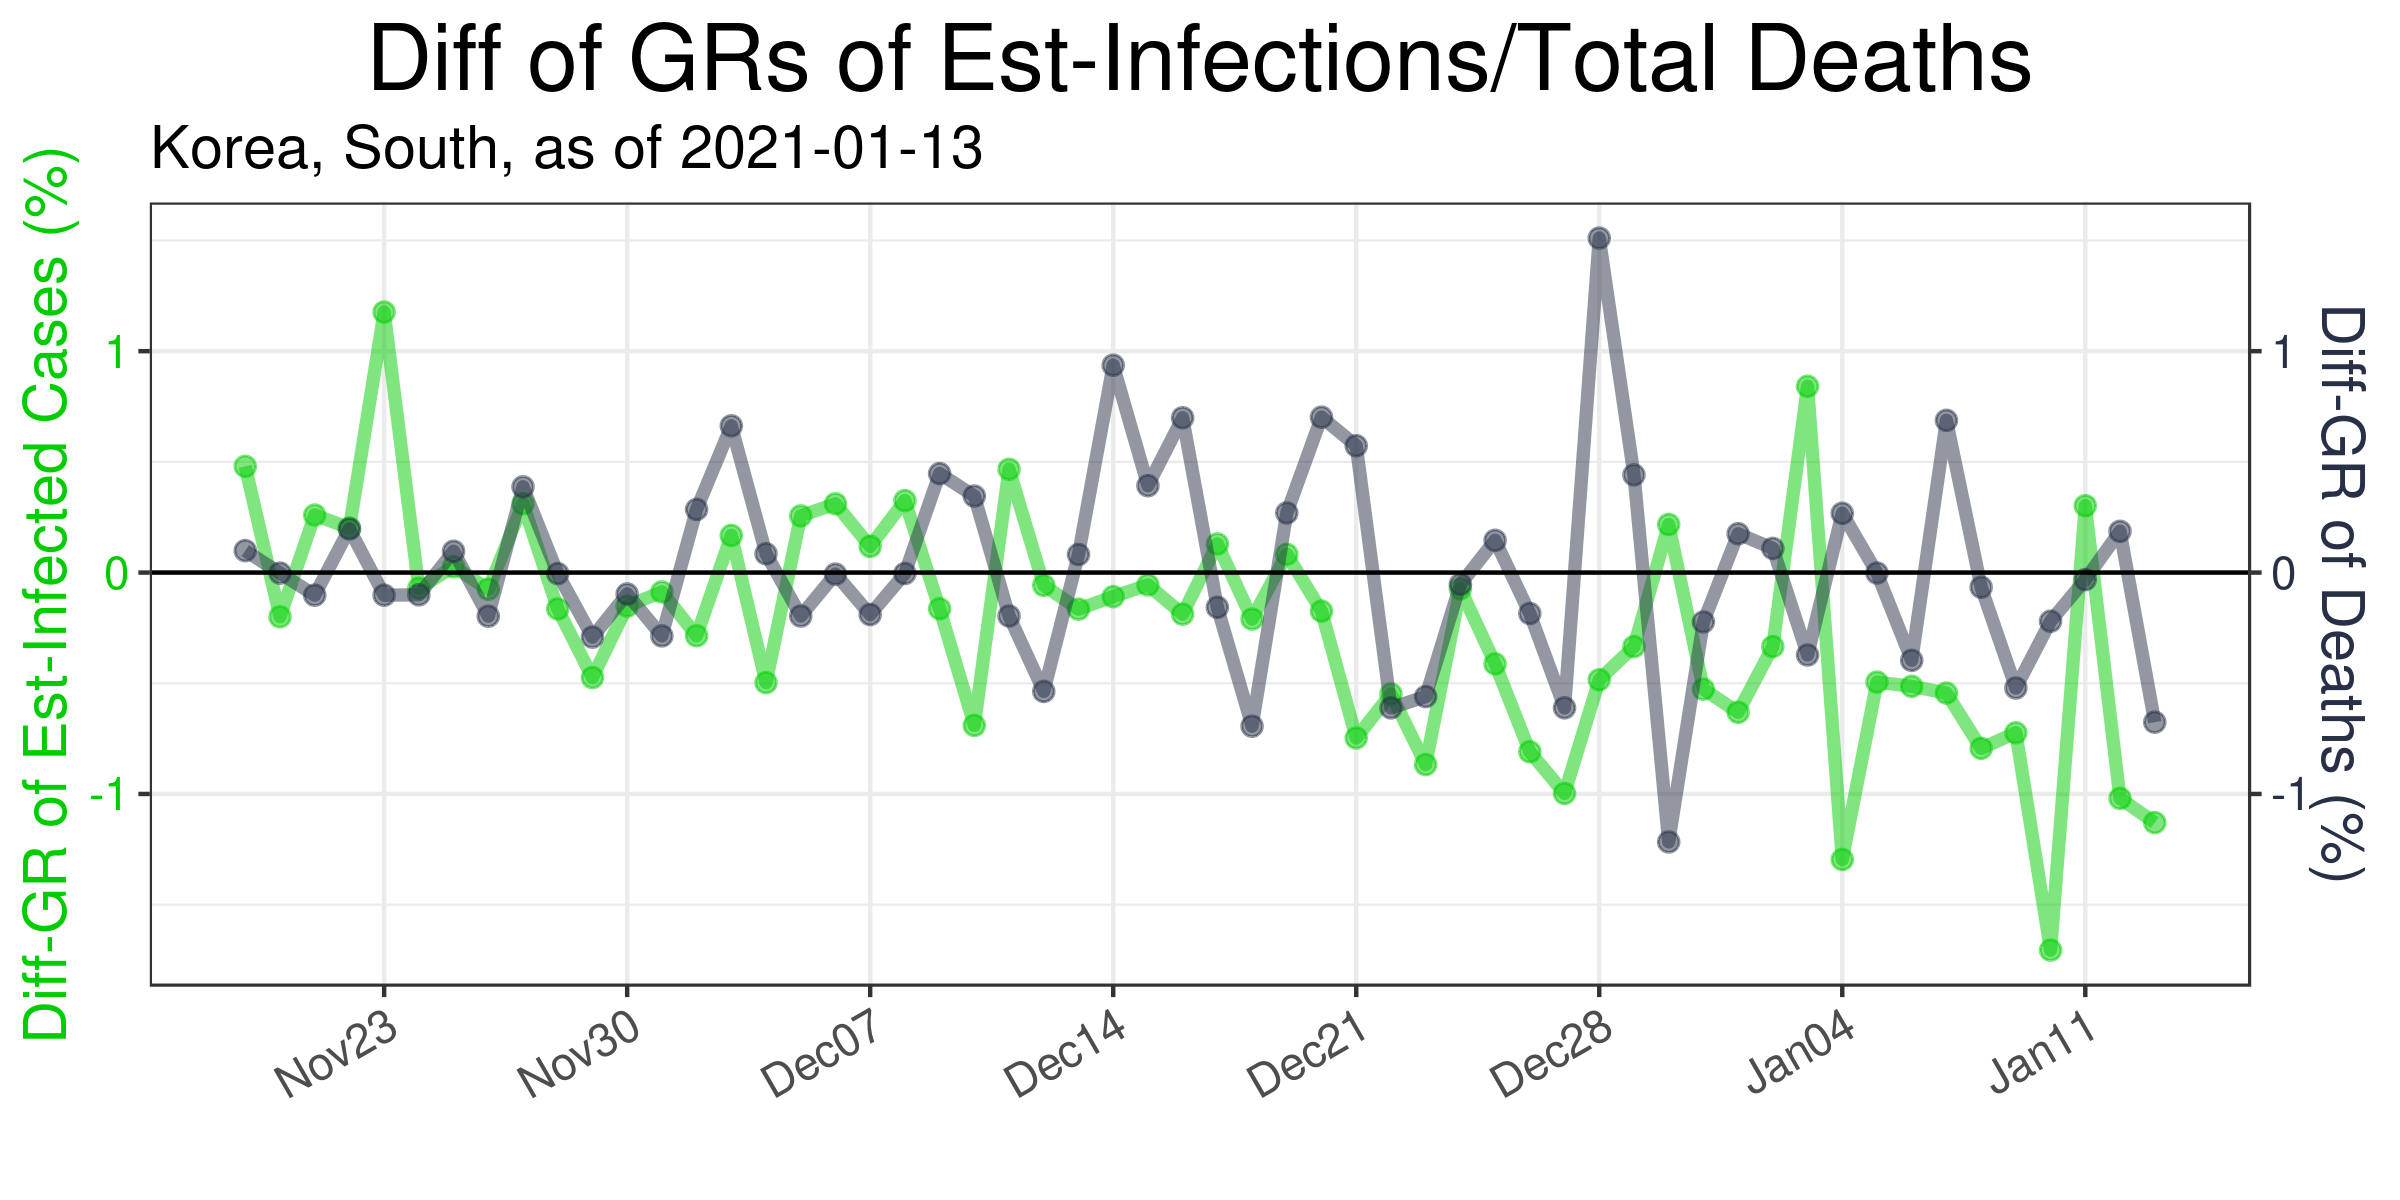 Diff of GRs of Est-Infections/Total Deaths
Korea, South, as of 2021-01-13
Diff-GR of Est-Infected Cases (%)
1
0
-1
1
0
-1
Diff-GR of Deaths (%)
Nov23
Nov30
Dec07
Dec14
Dec21
Dec28
Jan04
Jan11